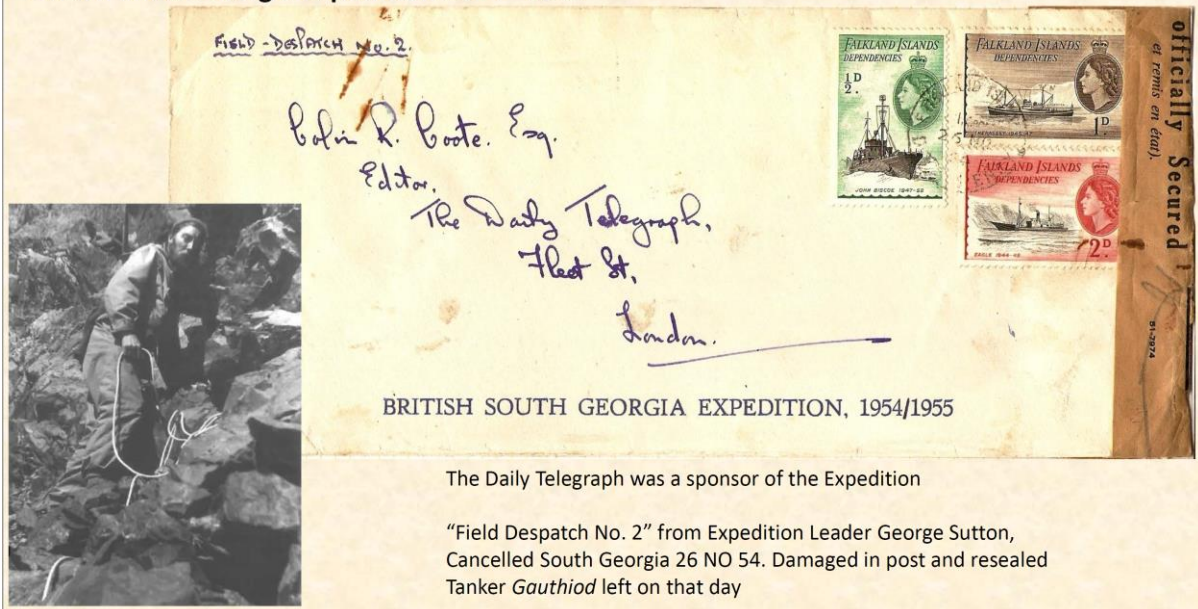 FIELD-DESPATCH NO. 2.
Colin R. Coote. Esq.
Editor.
The Daily Telegraph,
Fleet St,
London.
BRITISH SOUTH GEORGIA EXPEDITION, 1954/1955
FALKLAND ISLANDS
DEPENDENCIES
½D.
JOHN BISCOE 1947-56
FALKLAND ISLANDS
DEPENDENCIES
1D.
FALKLAND ISLANDS
DEPENDENCIES
2D.
EAGLE 1944-45
officially Secured
et remis en état).
51-7974
The Daily Telegraph was a sponsor of the Expedition
“Field Despatch No. 2” from Expedition Leader George Sutton,
Cancelled South Georgia 26 NO 54. Damaged in post and resealed
Tanker Gauthiod left on that day